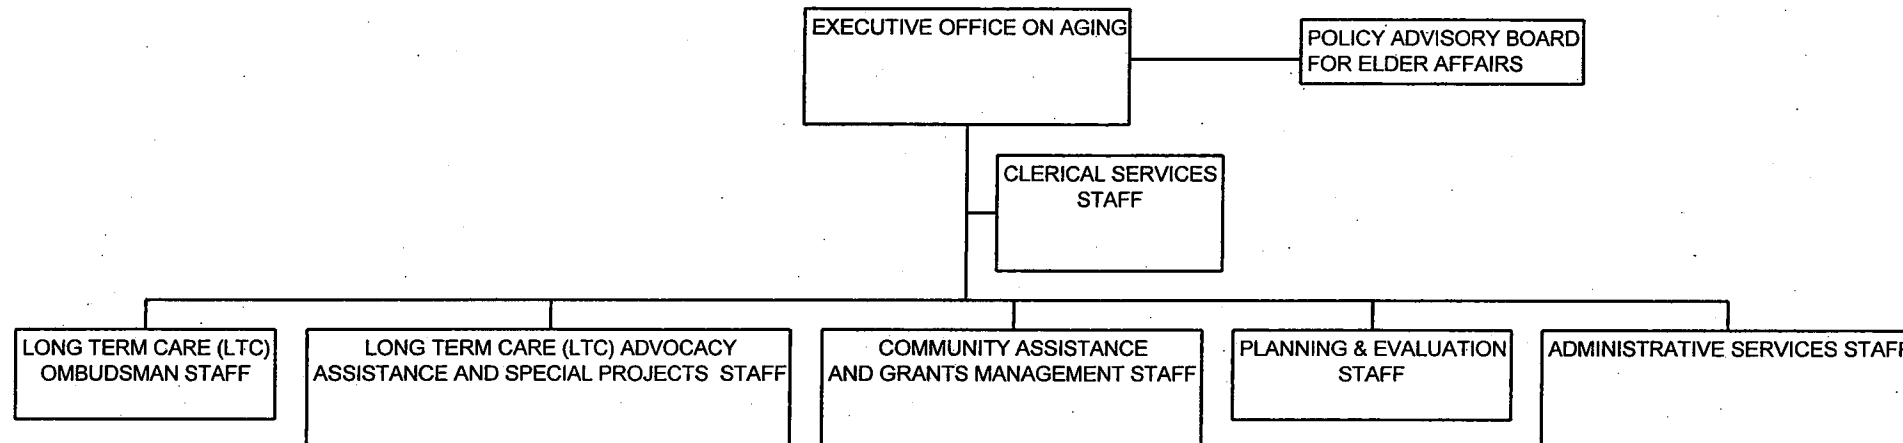 EXECUTIVE OFFICE ON AGING
POLICY ADVISORY BOARD
FOR ELDER AFFAIRS
CLERICAL SERVICES
STAFF
LONG TERM CARE (LTC)
OMBUDSMAN STAFF
LONG TERM CARE (LTC) ADVOCACY
ASSISTANCE AND SPECIAL PROJECTS STAFF
COMMUNITY ASSISTANCE
AND GRANTS MANAGEMENT STAFF
PLANNING & EVALUATION
STAFF
ADMINISTRATIVE SERVICES STAFF